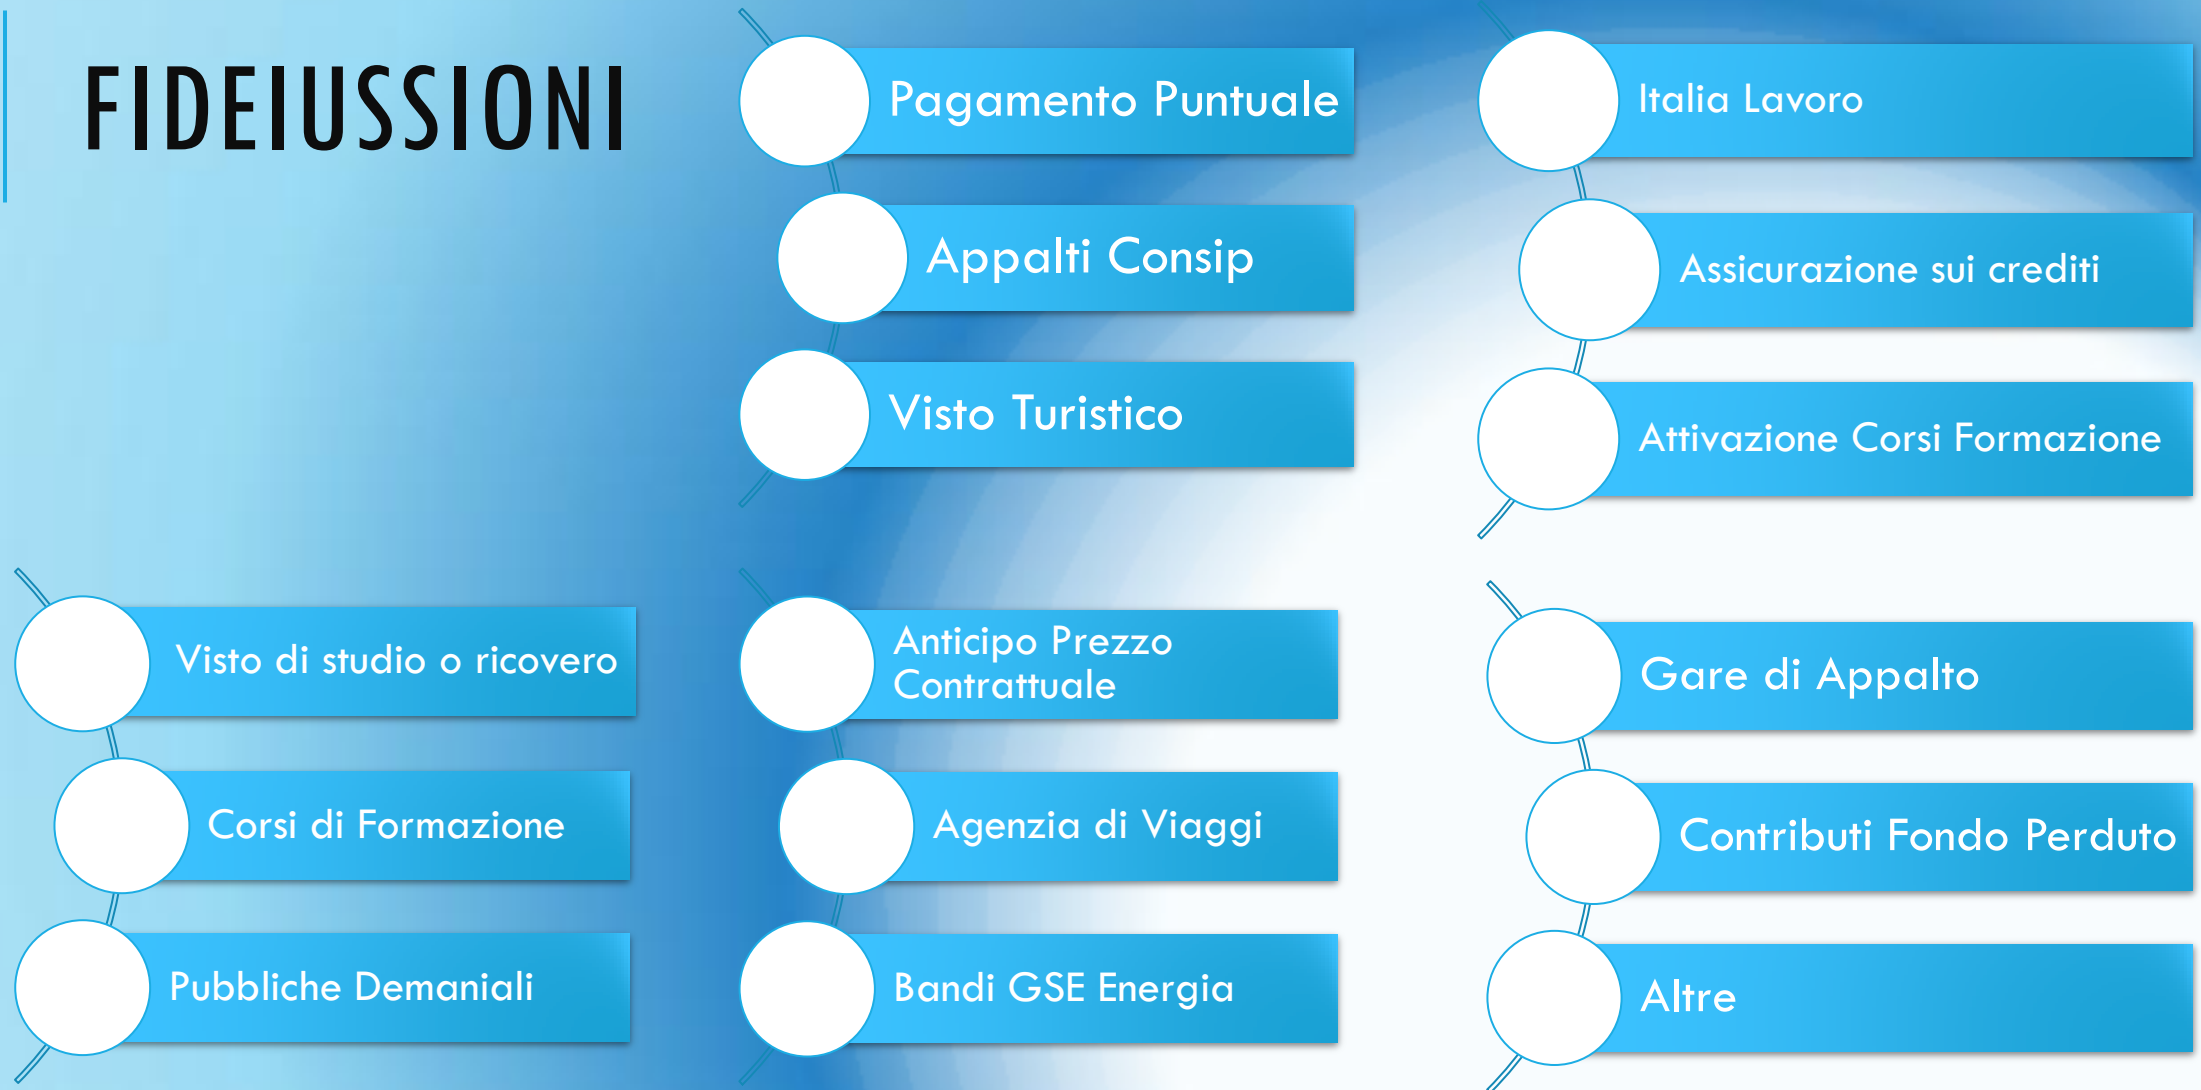 FIDEIUSSIONI
Pagamento Puntuale
Appalti Consip
Visto Turistico
Italia Lavoro
Assicurazione sui crediti
Attivazione Corsi Formazione
Visto di studio o ricovero
Corsi di Formazione
Pubbliche Demaniali
Anticipo Prezzo
Contrattuale
Agenzia di Viaggi
Bandi GSE Energia
Gare di Appalto
Contributi Fondo Perduto
Altre